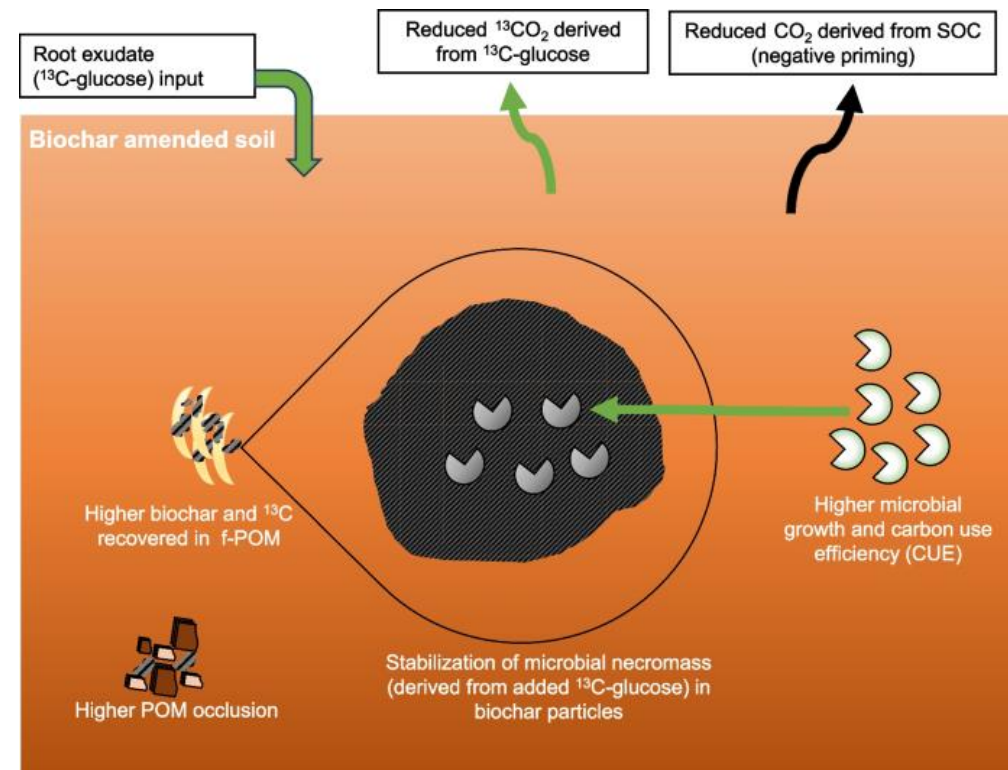 Root exudate
(¹³C-glucose) input
Reduced ¹³CO₂ derived
from ¹³C-glucose
Reduced CO₂ derived from SOC
(negative priming)
Biochar amended soil
Higher biochar and ¹³C
recovered in f-POM
Higher microbial
growth and carbon use
efficiency (CUE)
Stabilization of microbial necromass
(derived from added ¹³C-glucose) in
biochar particles
Higher POM occlusion